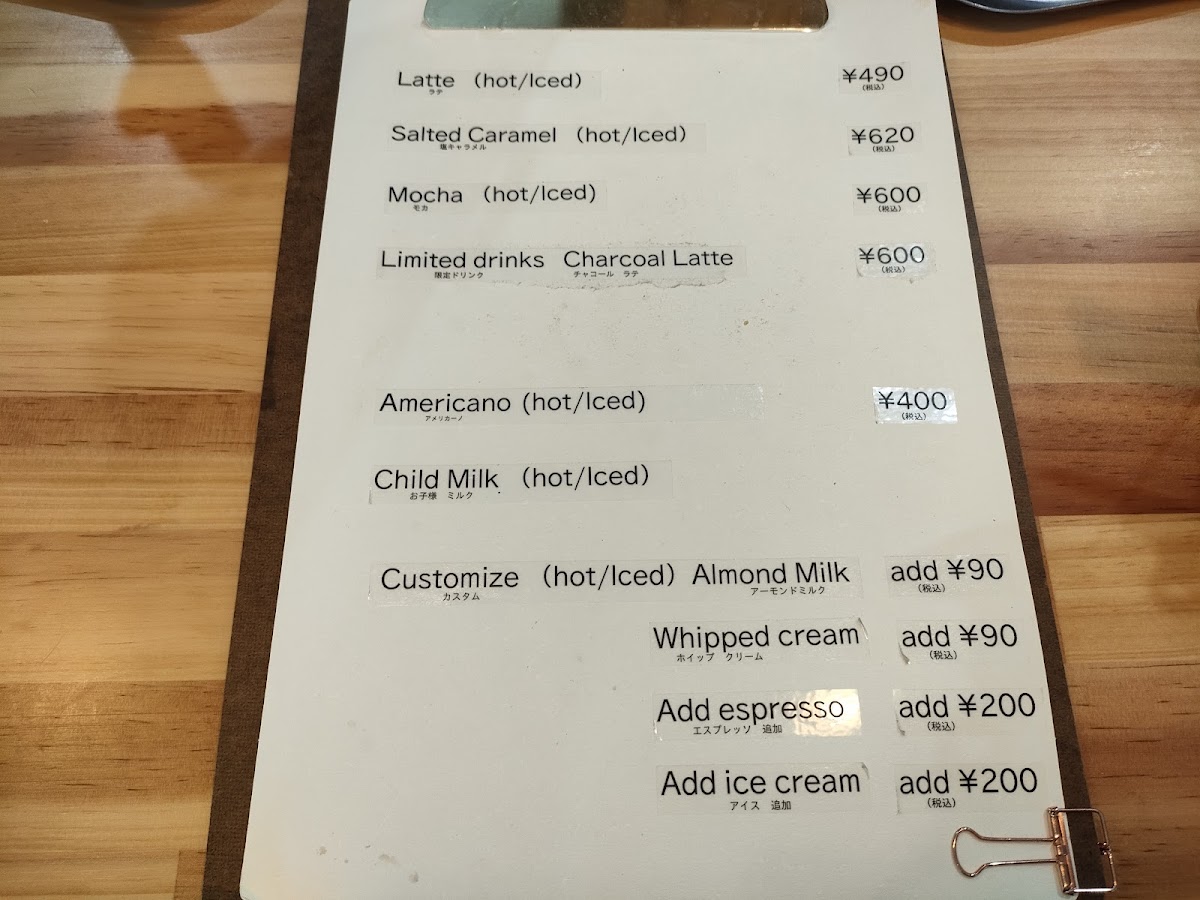 Latte (hot/Iced) ¥490
ラテ (税込)
Salted Caramel (hot/Iced) ¥620
塩キャラメル (税込)
Mocha (hot/Iced) ¥600
モカ (税込)
Limited drinks Charcoal Latte ¥600
限定ドリンク チャコール ラテ (税込)
Americano (hot/Iced) ¥400
アメリカーノ (税込)
Child Milk (hot/Iced)
お子様 ミルク
Customize (hot/Iced) Almond Milk add ¥90
カスタム アーモンドミルク (税込)
Whipped cream add ¥90
ホイップ クリーム (税込)
Add espresso add ¥200
エスプレッソ 追加 (税込)
Add ice cream add ¥200
アイス 追加 (税込)